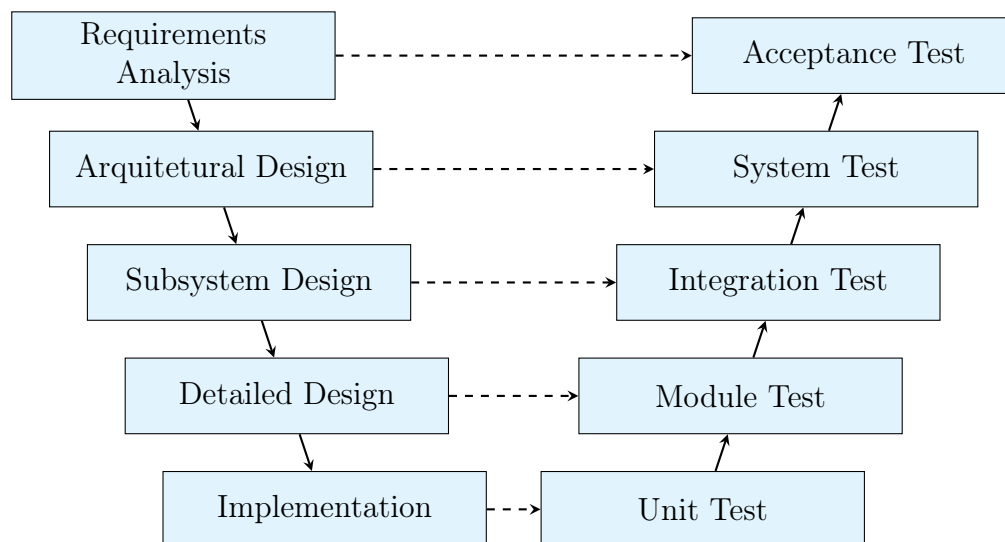 Requirements
Analysis
Acceptance Test
Arquitetural Design
System Test
Subsystem Design
Integration Test
Detailed Design
Module Test
Implementation
Unit Test